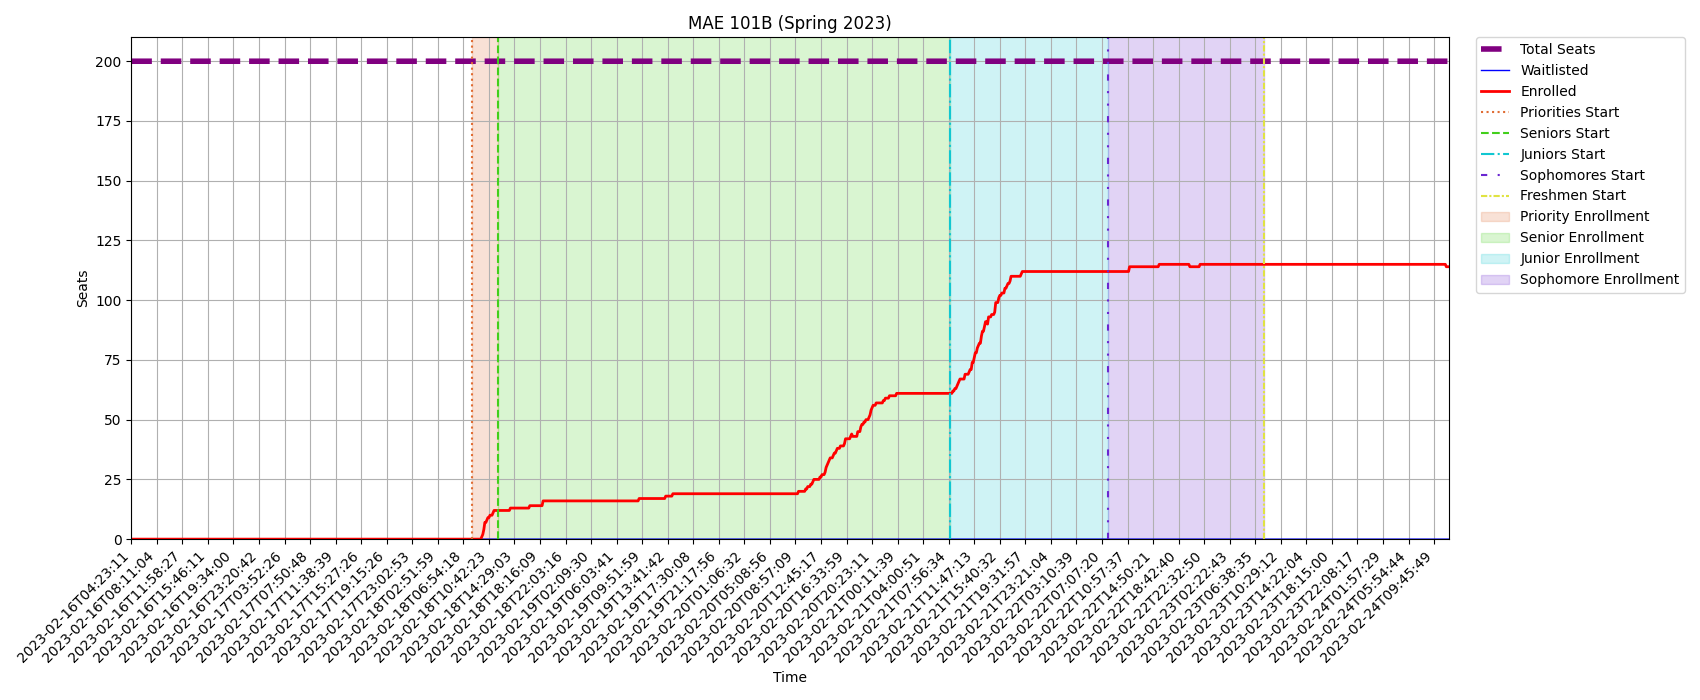 MAE 101B (Spring 2023)
Seats
200
175
150
125
100
75
50
25
0
2023-02-16T04:23:11
2023-02-16T08:11:04
2023-02-16T11:58:27
2023-02-16T15:46:11
2023-02-16T19:34:00
2023-02-16T23:20:42
2023-02-17T03:52:26
2023-02-17T07:50:48
2023-02-17T11:38:39
2023-02-17T15:27:26
2023-02-17T19:15:26
2023-02-17T23:02:53
2023-02-18T02:51:59
2023-02-18T06:54:18
2023-02-18T10:42:23
2023-02-18T14:29:03
2023-02-18T18:16:09
2023-02-18T22:03:16
2023-02-19T02:09:30
2023-02-19T06:03:41
2023-02-19T09:51:59
2023-02-19T13:41:42
2023-02-19T17:30:08
2023-02-19T21:17:56
2023-02-20T01:06:32
2023-02-20T05:08:56
2023-02-20T08:57:09
2023-02-20T12:45:17
2023-02-20T16:33:59
2023-02-20T20:23:11
2023-02-21T00:11:39
2023-02-21T04:00:51
2023-02-21T07:56:34
2023-02-21T11:47:13
2023-02-21T15:40:32
2023-02-21T19:31:57
2023-02-21T23:21:04
2023-02-22T03:10:39
2023-02-22T07:07:20
2023-02-22T10:57:37
2023-02-22T14:50:21
2023-02-22T18:42:40
2023-02-22T22:32:50
2023-02-23T02:22:43
2023-02-23T06:38:35
2023-02-23T10:29:12
2023-02-23T14:22:04
2023-02-23T18:15:00
2023-02-23T22:08:17
2023-02-24T01:57:29
2023-02-24T05:54:44
2023-02-24T09:45:49
Time
Total Seats
Waitlisted
Enrolled
Priorities Start
Seniors Start
Juniors Start
Sophomores Start
Freshmen Start
Priority Enrollment
Senior Enrollment
Junior Enrollment
Sophomore Enrollment